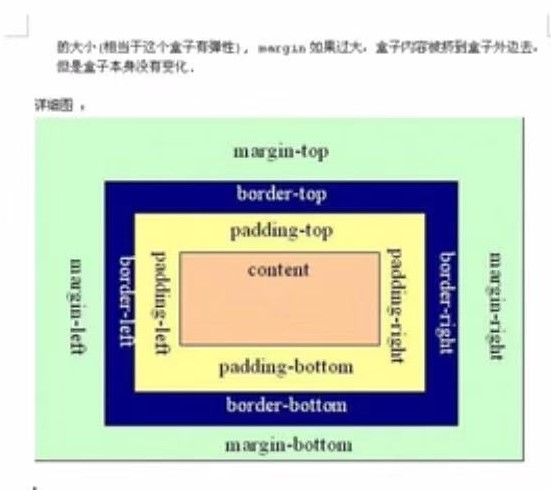 的大小(相当于这个盒子有弹性), margin 如果过大, 盒子内容被挤到盒子外边去,
但是盒子本身没有变化.
详细图 :
margin-top
border-top
padding-top
content
margin-left
border-left
padding-left
padding-right
border-right
margin-right
padding-bottom
border-bottom
margin-bottom